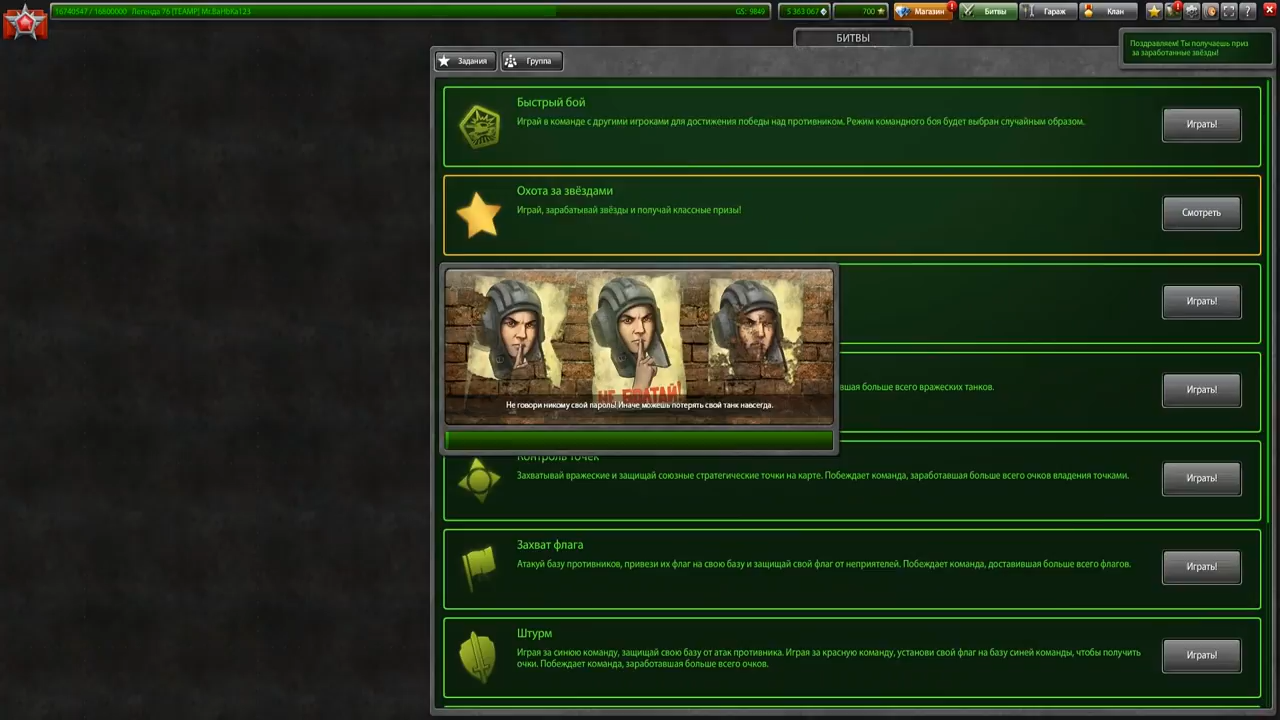 16740547 / 16600000 Легенда 76 [TEAMP] Mr.BaHbKa123
GS: 9849
5 363 067
700
Магазин
Битвы
Гараж
Клан
?
БИТВЫ
Поздравляем! Ты получаешь приз
за заработанные звёзды!
Задания
Группа
Быстрый бой
Играй в команде с другими игроками для достижения победы над противником. Режим командного боя будет выбран случайным образом.
Играть!
Охота за звёздами
Играй, зарабатывай звёзды и получай классные призы!
Смотреть
Играть!
НЕ БОЛТАЙ!
Не говори никому свой пароль! Иначе можешь потерять свой танк навсегда.
вшая больше всего вражеских танков.
Играть!
Контроль точек
Захватывай вражеские и защищай союзные стратегические точки на карте. Побеждает команда, заработавшая больше всего очков владения точками.
Играть!
Захват флага
Атакуй базу противников, привези их флаг на свою базу и защищай свой флаг от неприятелей. Побеждает команда, доставившая больше всего флагов.
Играть!
Штурм
Играя за синюю команду, защищай свою базу от атак противника. Играя за красную команду, установи свой флаг на базу синей команды, чтобы получить
очки. Побеждает команда, заработавшая больше всего очков.
Играть!